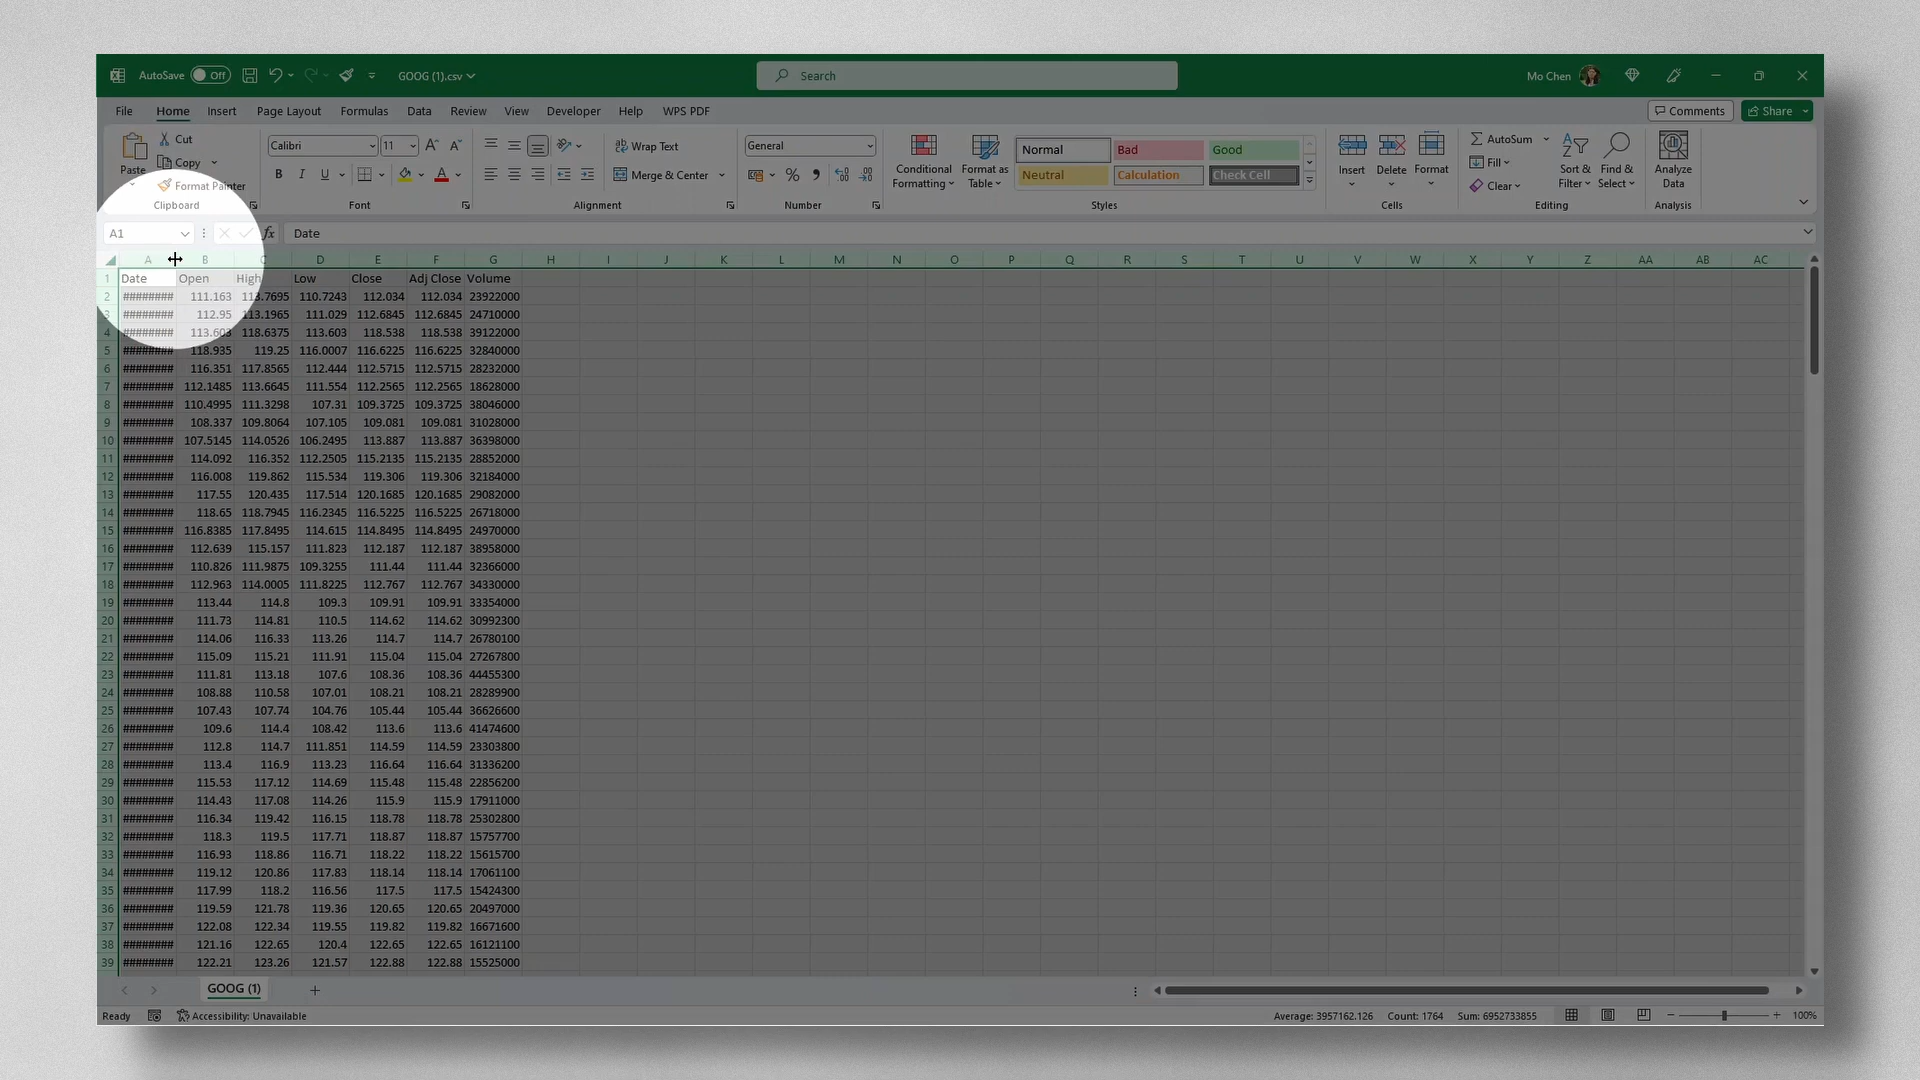 AutoSave Off GOOG (1).csv Search Mo Chen
File Home Insert Page Layout Formulas Data Review View Developer Help WPS PDF Comments Share
Paste Cut Copy Format Painter Clipboard
Calibri 11 B I U A Font
Wrap Text Merge & Center Alignment
General % Number
Conditional Formatting Format as Table Normal Bad Good Neutral Calculation Check Cell Styles
Insert Delete Format Cells
AutoSum Fill Clear Sort & Filter Find & Select Editing
Analyze Data Analysis
A1 fx Date
A B C D E F G H I J K L M N O P Q R S T U V W X Y Z AA AB AC
1 Date Open High Low Close Adj Close Volume
2 ######## 111.163 113.7695 110.7243 112.034 112.034 23922000
3 ######## 112.95 113.1965 111.029 112.6845 112.6845 24710000
4 ######## 113.603 118.6375 113.603 118.538 118.538 39122000
5 ######## 118.935 119.25 116.0007 116.6225 116.6225 32840000
6 ######## 116.351 117.8565 112.444 112.5715 112.5715 28232000
7 ######## 112.1485 113.6645 111.554 112.2565 112.2565 18628000
8 ######## 110.4995 111.3298 107.31 109.3725 109.3725 38046000
9 ######## 108.337 109.8064 107.105 109.081 109.081 31028000
10 ######## 107.5145 114.0526 106.2495 113.887 113.887 36398000
11 ######## 114.092 116.352 112.2505 115.2135 115.2135 28852000
12 ######## 116.008 119.862 115.534 119.306 119.306 32184000
13 ######## 117.55 120.435 117.514 120.1685 120.1685 29082000
14 ######## 118.65 118.7945 116.2345 116.5225 116.5225 26718000
15 ######## 116.8385 117.8495 114.615 114.8495 114.8495 24970000
16 ######## 112.639 115.157 111.823 112.187 112.187 38958000
17 ######## 110.826 111.9875 109.3255 111.44 111.44 32366000
18 ######## 112.963 114.0005 111.8225 112.767 112.767 34330000
19 ######## 113.44 114.8 109.3 109.91 109.91 33354000
20 ######## 111.73 114.81 110.5 114.62 114.62 30992300
21 ######## 114.06 116.33 113.26 114.7 114.7 26780100
22 ######## 115.09 115.21 111.91 115.04 115.04 27267800
23 ######## 111.81 113.18 107.6 108.36 108.36 44455300
24 ######## 108.88 110.58 107.01 108.21 108.21 28289900
25 ######## 107.43 107.74 104.76 105.44 105.44 36626600
26 ######## 109.6 114.4 108.42 113.6 113.6 41474600
27 ######## 112.8 114.7 111.851 114.59 114.59 23303800
28 ######## 113.4 116.9 113.23 116.64 116.64 31336200
29 ######## 115.53 117.12 114.69 115.48 115.48 22856200
30 ######## 114.43 117.08 114.26 115.9 115.9 17911000
31 ######## 116.34 119.42 116.15 118.78 118.78 25302800
32 ######## 118.3 119.5 117.71 118.87 118.87 15757700
33 ######## 116.93 118.86 116.71 118.22 118.22 15615700
34 ######## 119.12 120.86 117.83 118.14 118.14 17061100
35 ######## 117.99 118.2 116.56 117.5 117.5 15424300
36 ######## 119.59 121.78 119.36 120.65 120.65 20497000
37 ######## 122.08 122.34 119.55 119.82 119.82 16671600
38 ######## 121.16 122.65 120.4 122.65 122.65 16121100
39 ######## 122.21 123.26 121.57 122.88 122.88 15525000
GOOG (1)
Ready Accessibility: Unavailable Average: 3957162.126 Count: 1764 Sum: 6952733855 100%